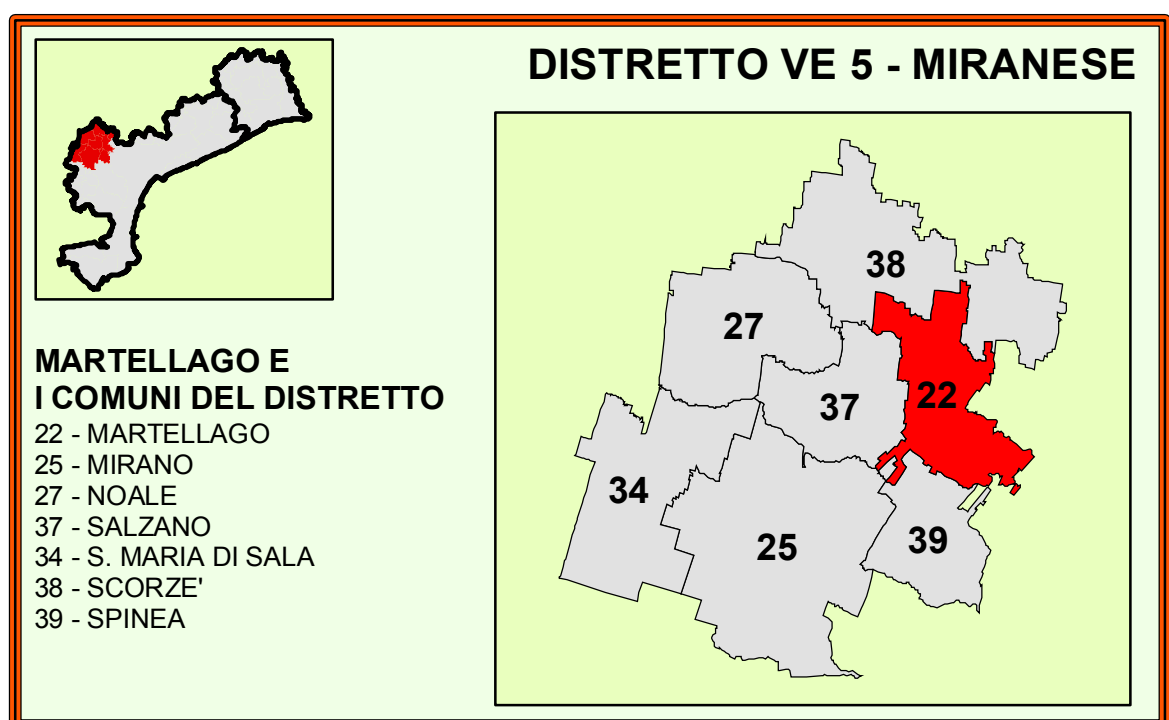 DISTRETTO VE 5 - MIRANESE
MARTELLAGO E
I COMUNI DEL DISTRETTO
22 - MARTELLAGO
25 - MIRANO
27 - NOALE
37 - SALZANO
34 - S. MARIA DI SALA
38 - SCORZE'
39 - SPINEA
38
27
22
37
34
25
39